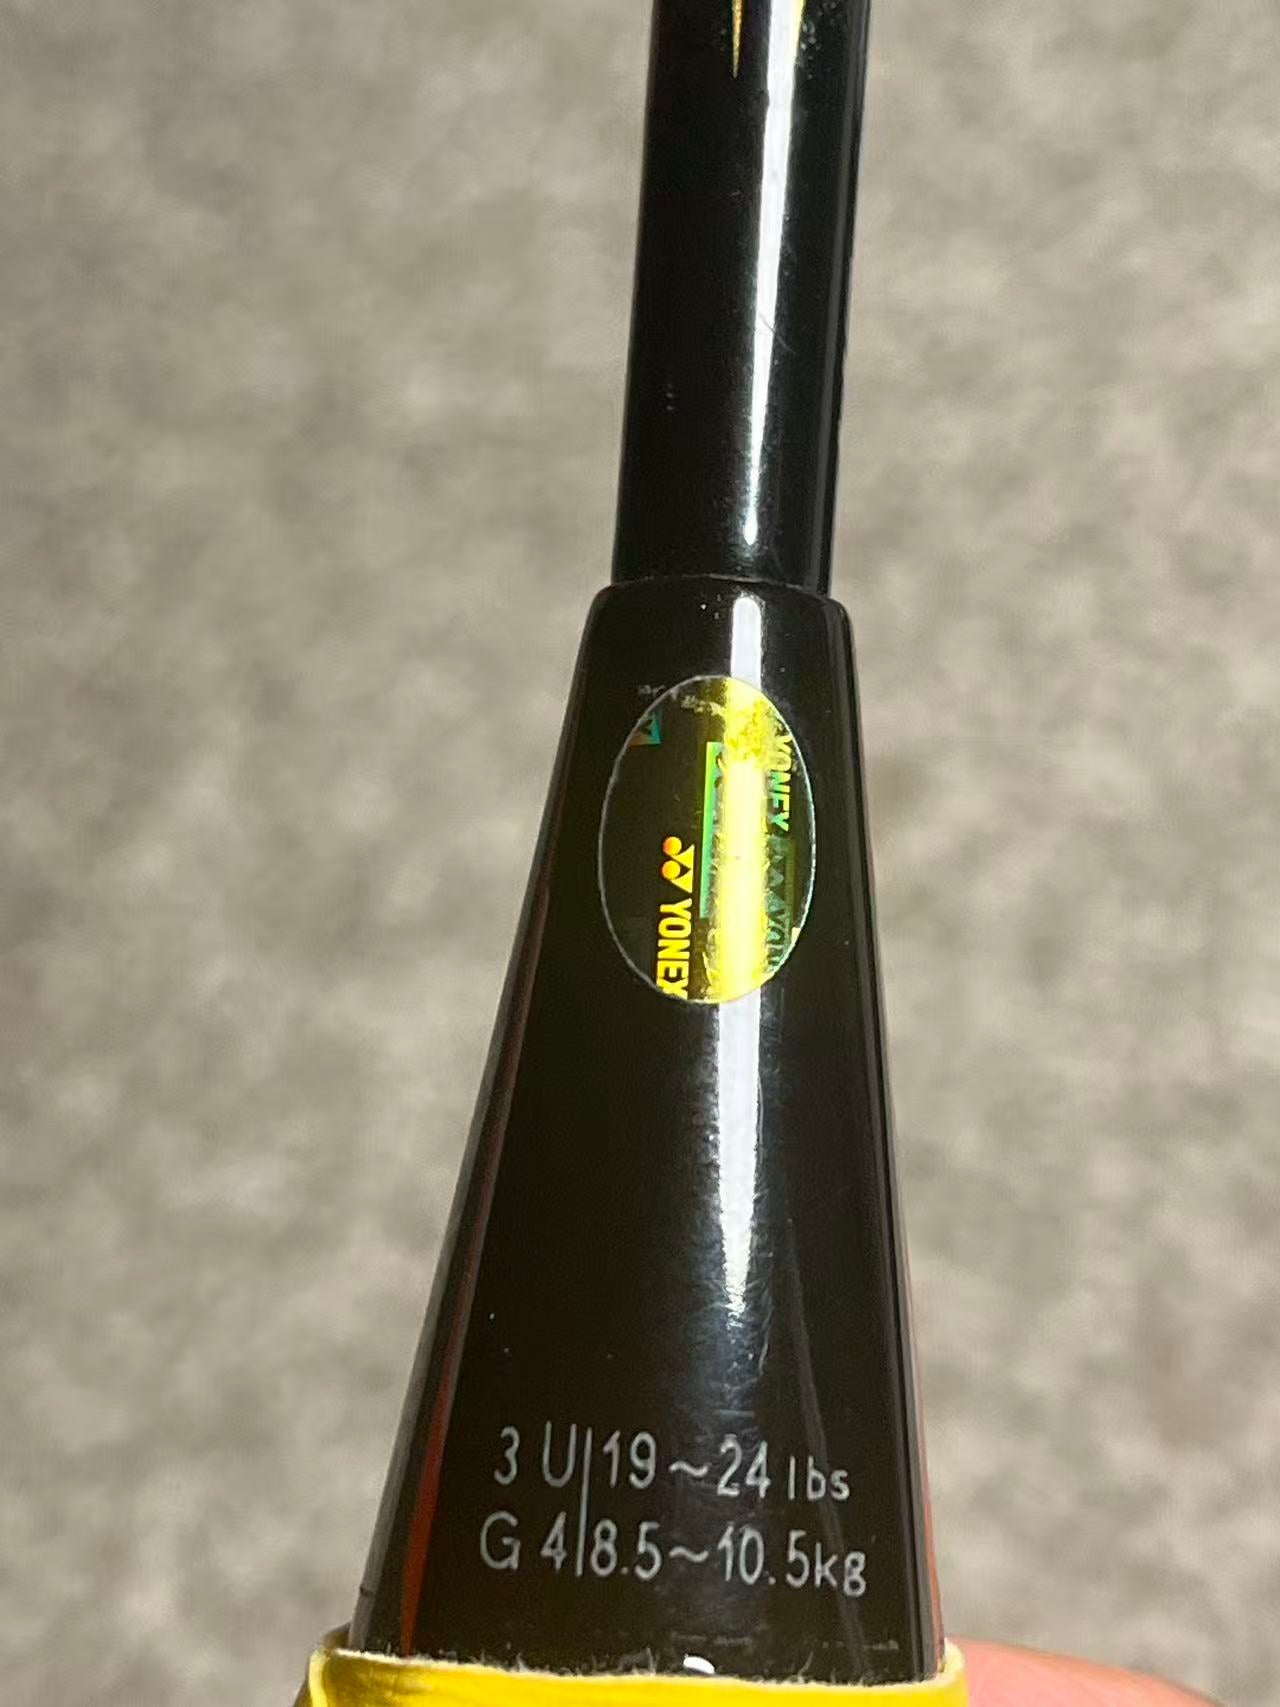 YONEX
YONEX
3 U 19~24 lbs
G 4 8.5~10.5kg